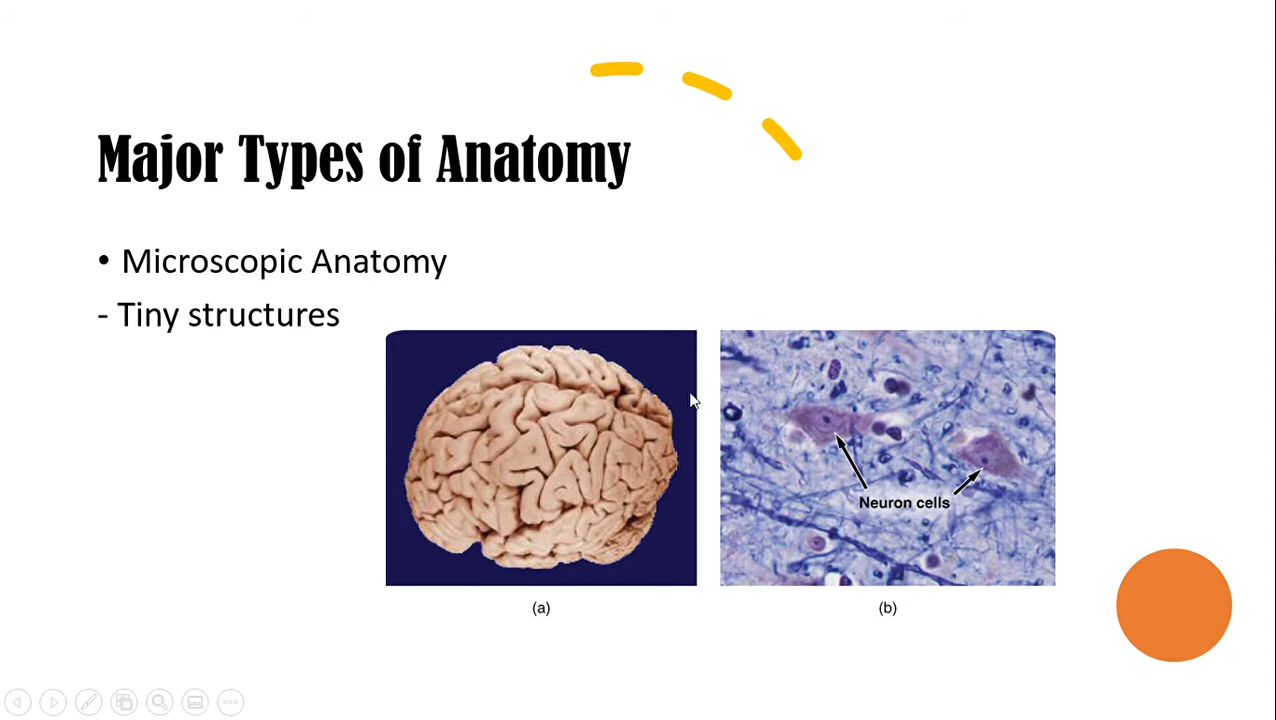 Major Types of Anatomy
• Microscopic Anatomy
- Tiny structures
Neuron cells
(a)
(b)